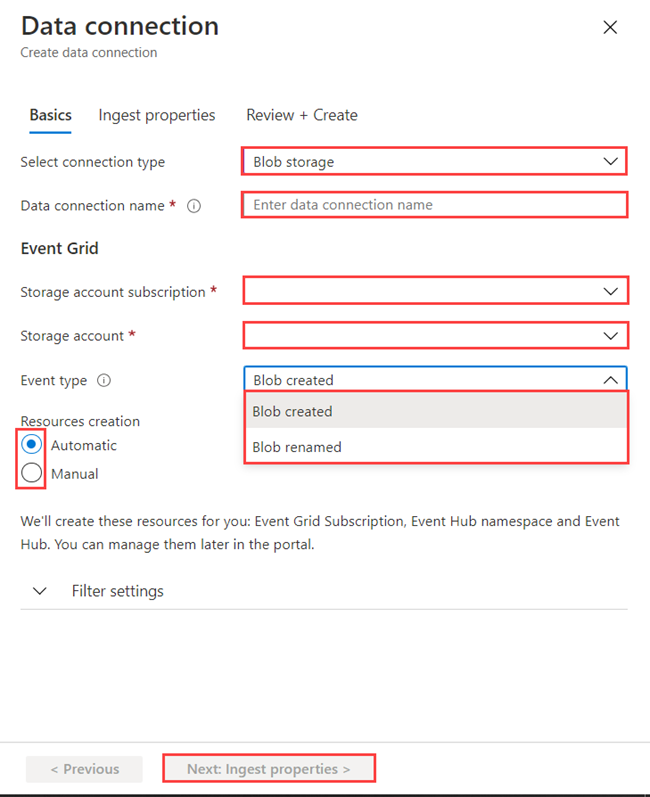 Data connection
Create data connection
Basics Ingest properties Review + Create
Select connection type Blob storage
Data connection name * Enter data connection name
Event Grid
Storage account subscription *
Storage account *
Event type Blob created
Blob created
Blob renamed
Resources creation
Automatic
Manual
We'll create these resources for you: Event Grid Subscription, Event Hub namespace and Event
Hub. You can manage them later in the portal.
Filter settings
< Previous Next: Ingest properties >